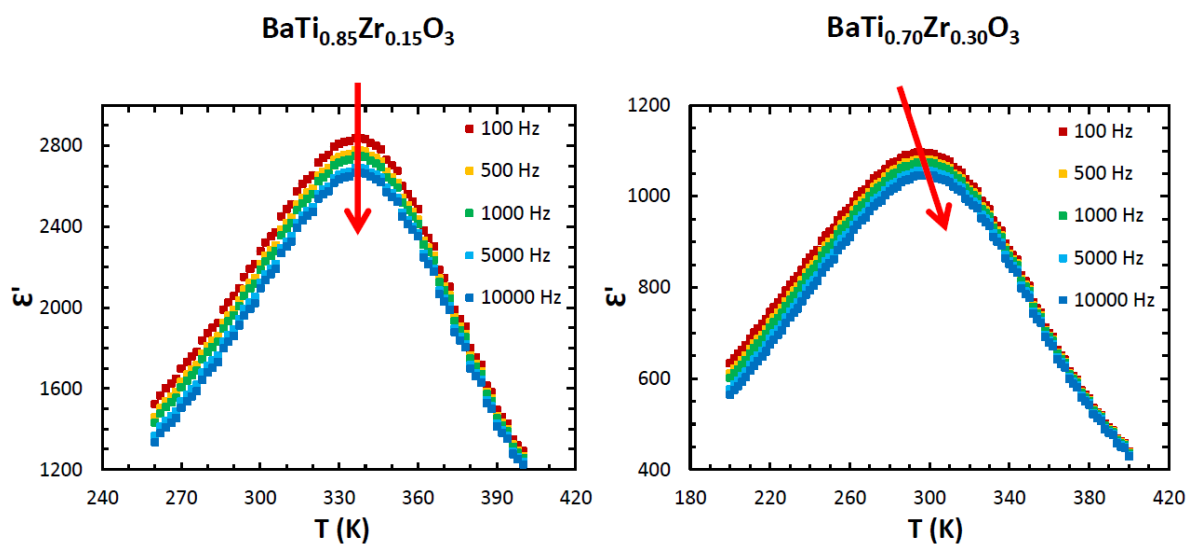 BaTi0.85Zr0.15O3
2800
2400
2000
1600
1200
ε'
100 Hz
500 Hz
1000 Hz
5000 Hz
10000 Hz
240 270 300 330 360 390 420
T (K)
BaTi0.70Zr0.30O3
1200
1000
800
600
400
ε'
100 Hz
500 Hz
1000 Hz
5000 Hz
10000 Hz
180 220 260 300 340 380 420
T (K)